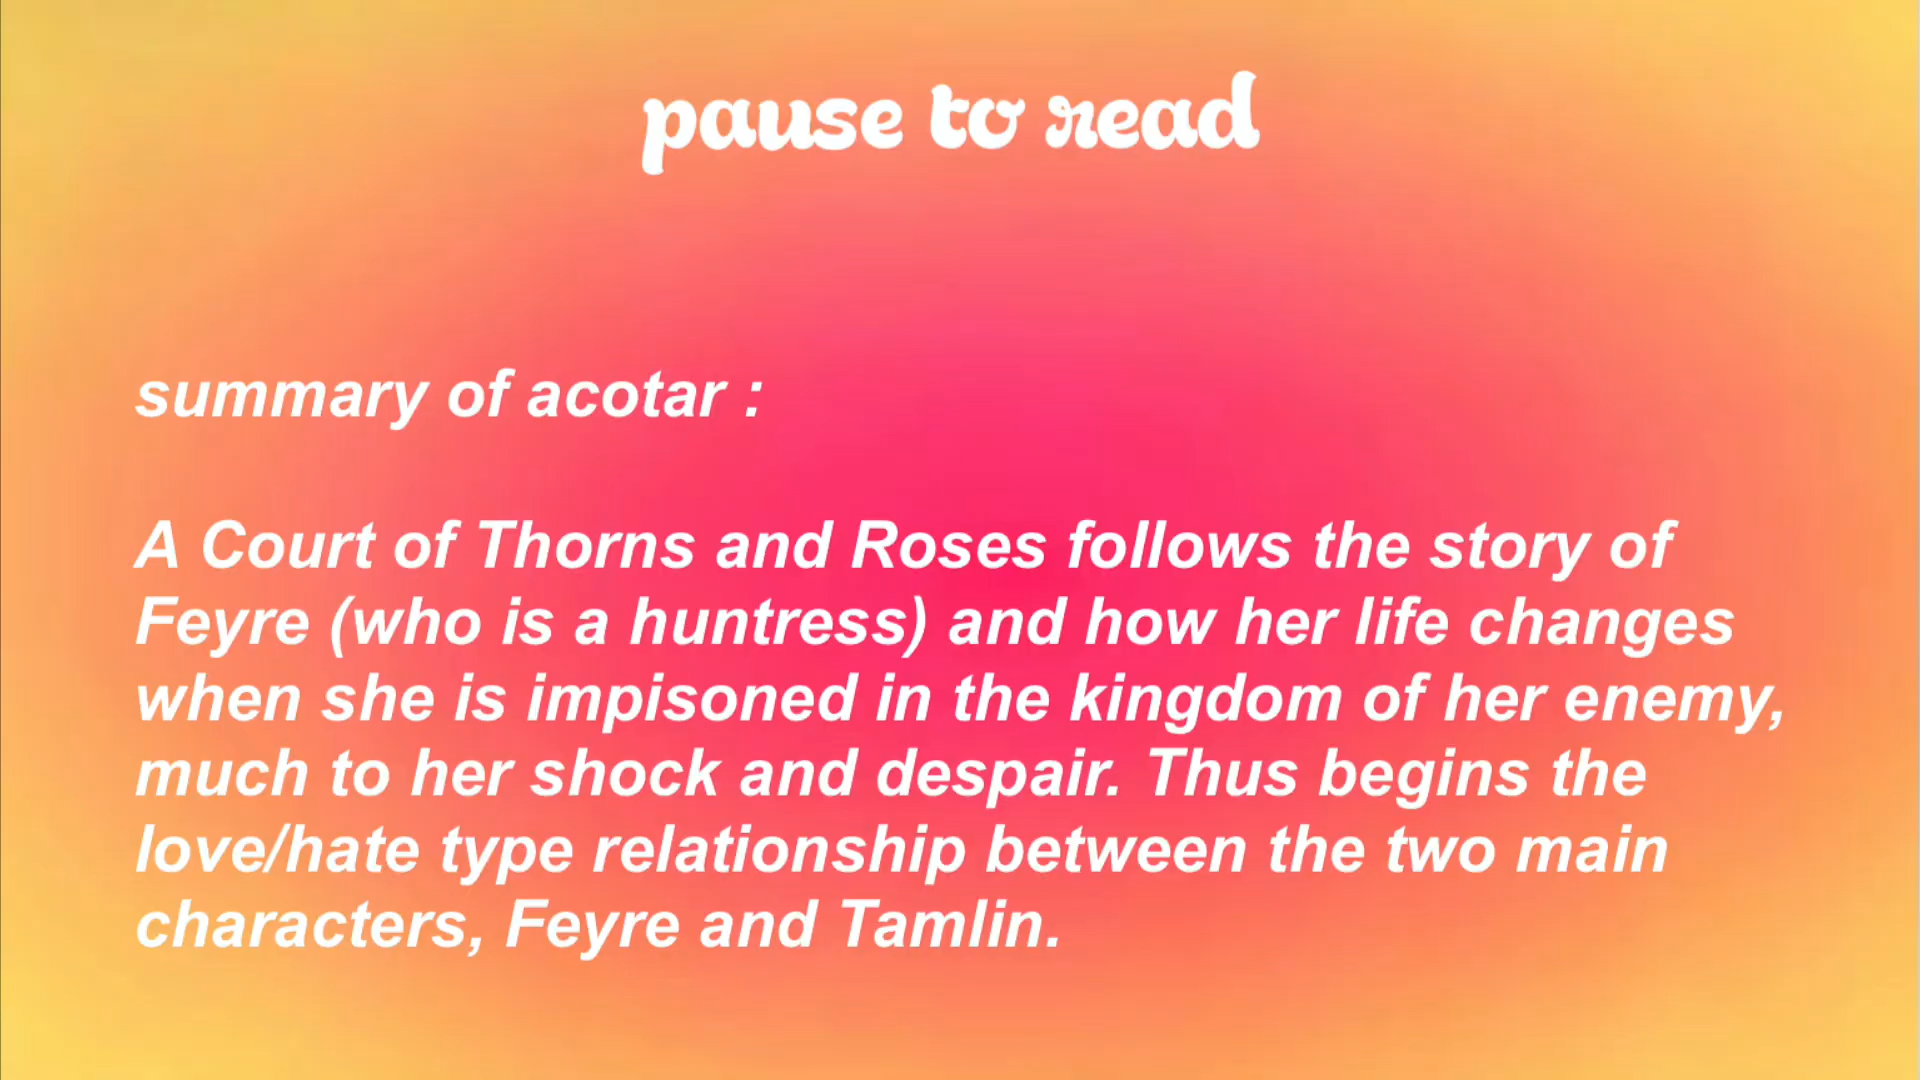 pause to read
summary of acotar :
A Court of Thorns and Roses follows the story of
Feyre (who is a huntress) and how her life changes
when she is impisoned in the kingdom of her enemy,
much to her shock and despair. Thus begins the
love/hate type relationship between the two main
characters, Feyre and Tamlin.